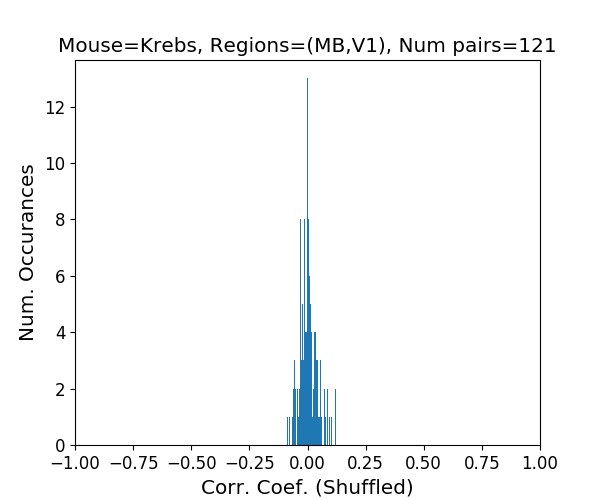 Mouse=Krebs, Regions=(MB,V1), Num pairs=121
Num. Occurances
12
10
8
6
4
2
0
−1.00 −0.75 −0.50 −0.25 0.00 0.25 0.50 0.75 1.00
Corr. Coef. (Shuffled)